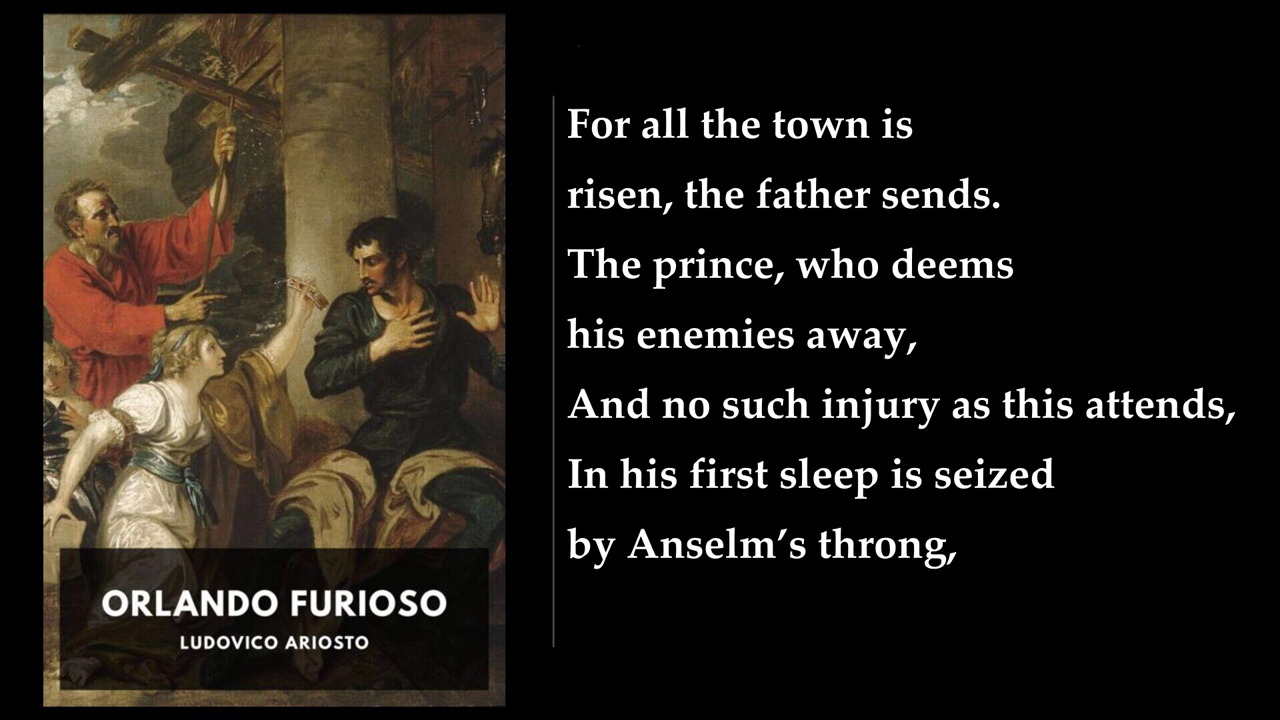 ORLANDO FURIOSO
LUDOVICO ARIOSTO
For all the town is
risen, the father sends.
The prince, who deems
his enemies away,
And no such injury as this attends,
In his first sleep is seized
by Anselm’s throng,